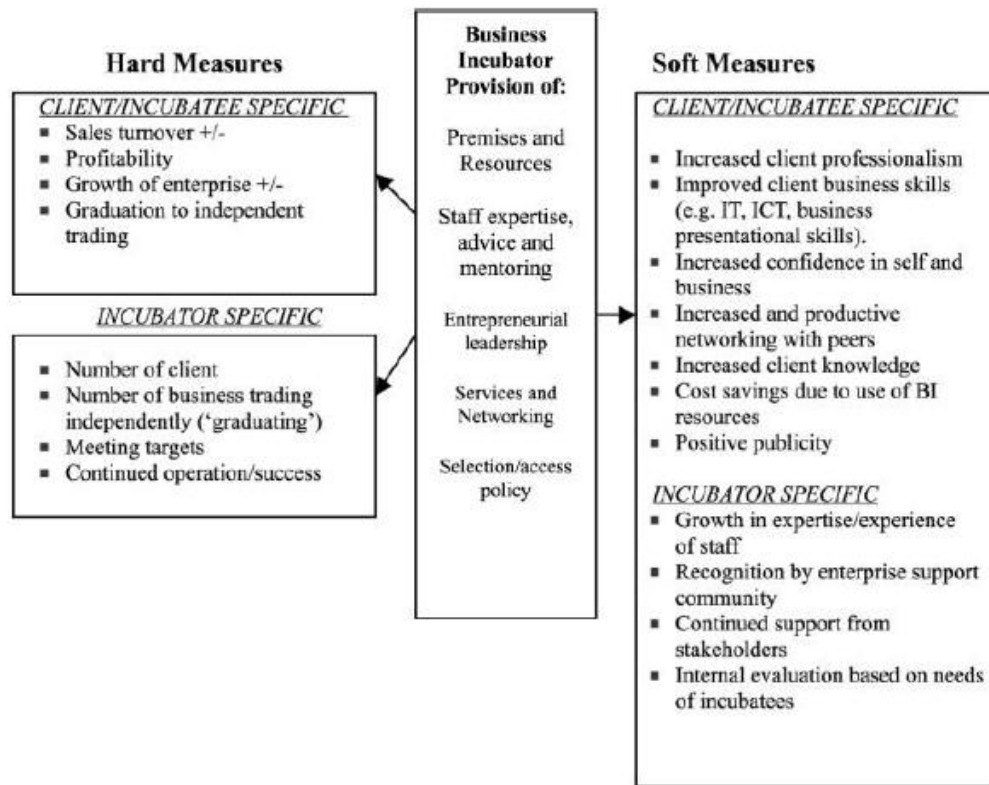 Hard Measures
CLIENT/INCUBATEE SPECIFIC
▪ Sales turnover +/-
▪ Profitability
▪ Growth of enterprise +/-
▪ Graduation to independent
trading
INCUBATOR SPECIFIC
▪ Number of client
▪ Number of business trading
independently (‘graduating’)
▪ Meeting targets
▪ Continued operation/success
Business
Incubator
Provision of:
Premises and
Resources
Staff expertise,
advice and
mentoring
Entrepreneurial
leadership
Services and
Networking
Selection/access
policy
Soft Measures
CLIENT/INCUBATEE SPECIFIC
▪ Increased client professionalism
▪ Improved client business skills
(e.g. IT, ICT, business
presentational skills).
▪ Increased confidence in self and
business
▪ Increased and productive
networking with peers
▪ Increased client knowledge
▪ Cost savings due to use of BI
resources
▪ Positive publicity
INCUBATOR SPECIFIC
▪ Growth in expertise/experience
of staff
▪ Recognition by enterprise support
community
▪ Continued support from
stakeholders
▪ Internal evaluation based on needs
of incubatees